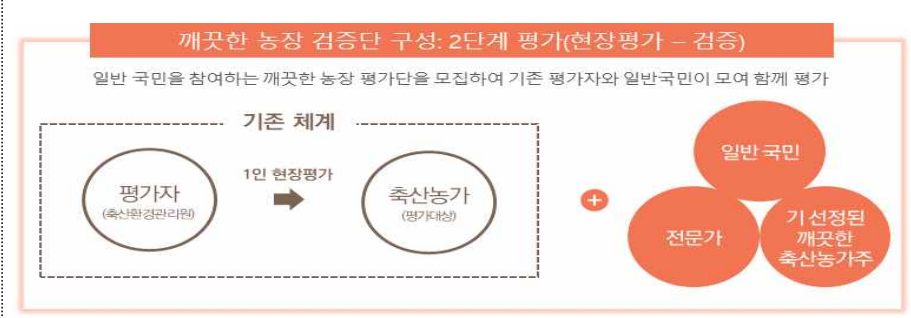 깨끗한 농장 검증단 구성: 2단계 평가(현장평가 – 검증)
일반 국민을 참여하는 깨끗한 농장 평가단을 모집하여 기존 평가자와 일반국민이 모여 함께 평가
기존 체계
평가자
(축산환경관리원)
1인 현장평가
축산농가
(평가대상)
+
일반 국민
전문가
기 선정된
깨끗한
축산농가주